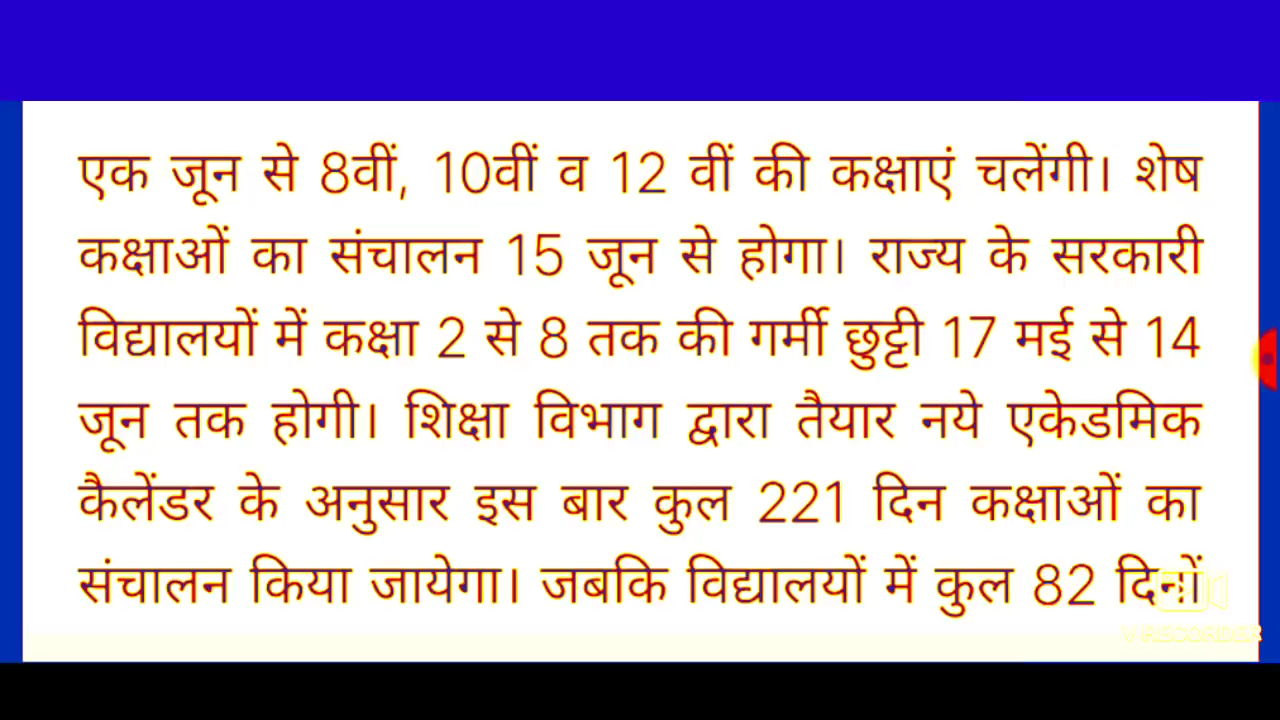 एक जून से 8वीं, 10वीं व 12 वीं की कक्षाएं चलेंगी। शेष
कक्षाओं का संचालन 15 जून से होगा। राज्य के सरकारी
विद्यालयों में कक्षा 2 से 8 तक की गर्मी छुट्टी 17 मई से 14
जून तक होगी। शिक्षा विभाग द्वारा तैयार नये एकेडमिक
कैलेंडर के अनुसार इस बार कुल 221 दिन कक्षाओं का
संचालन किया जायेगा। जबकि विद्यालयों में कुल 82 दिनों
V RECORDER